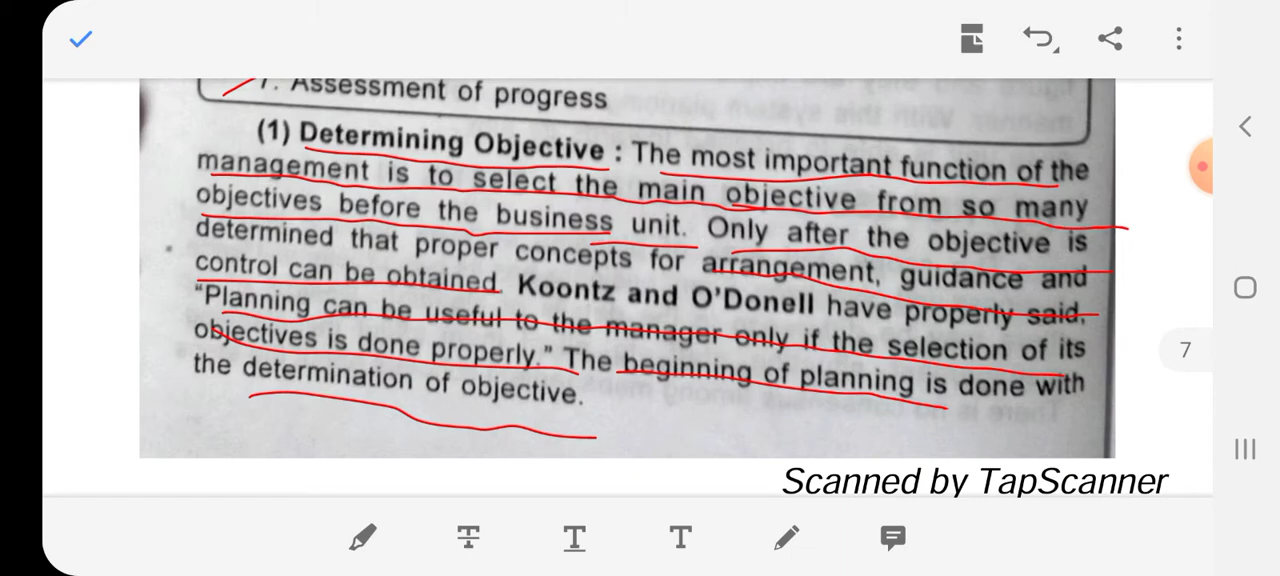 7. Assessment of progress
(1) Determining Objective : The most important function of the
management is to select the main objective from so many
objectives before the business unit. Only after the objective is
determined that proper concepts for arrangement, guidance and
control can be obtained. Koontz and O'Donell have properly said,
“Planning can be useful to the manager only if the selection of its
objectives is done properly.” The beginning of planning is done with
the determination of objective.
7
Scanned by TapScanner
T
T
T